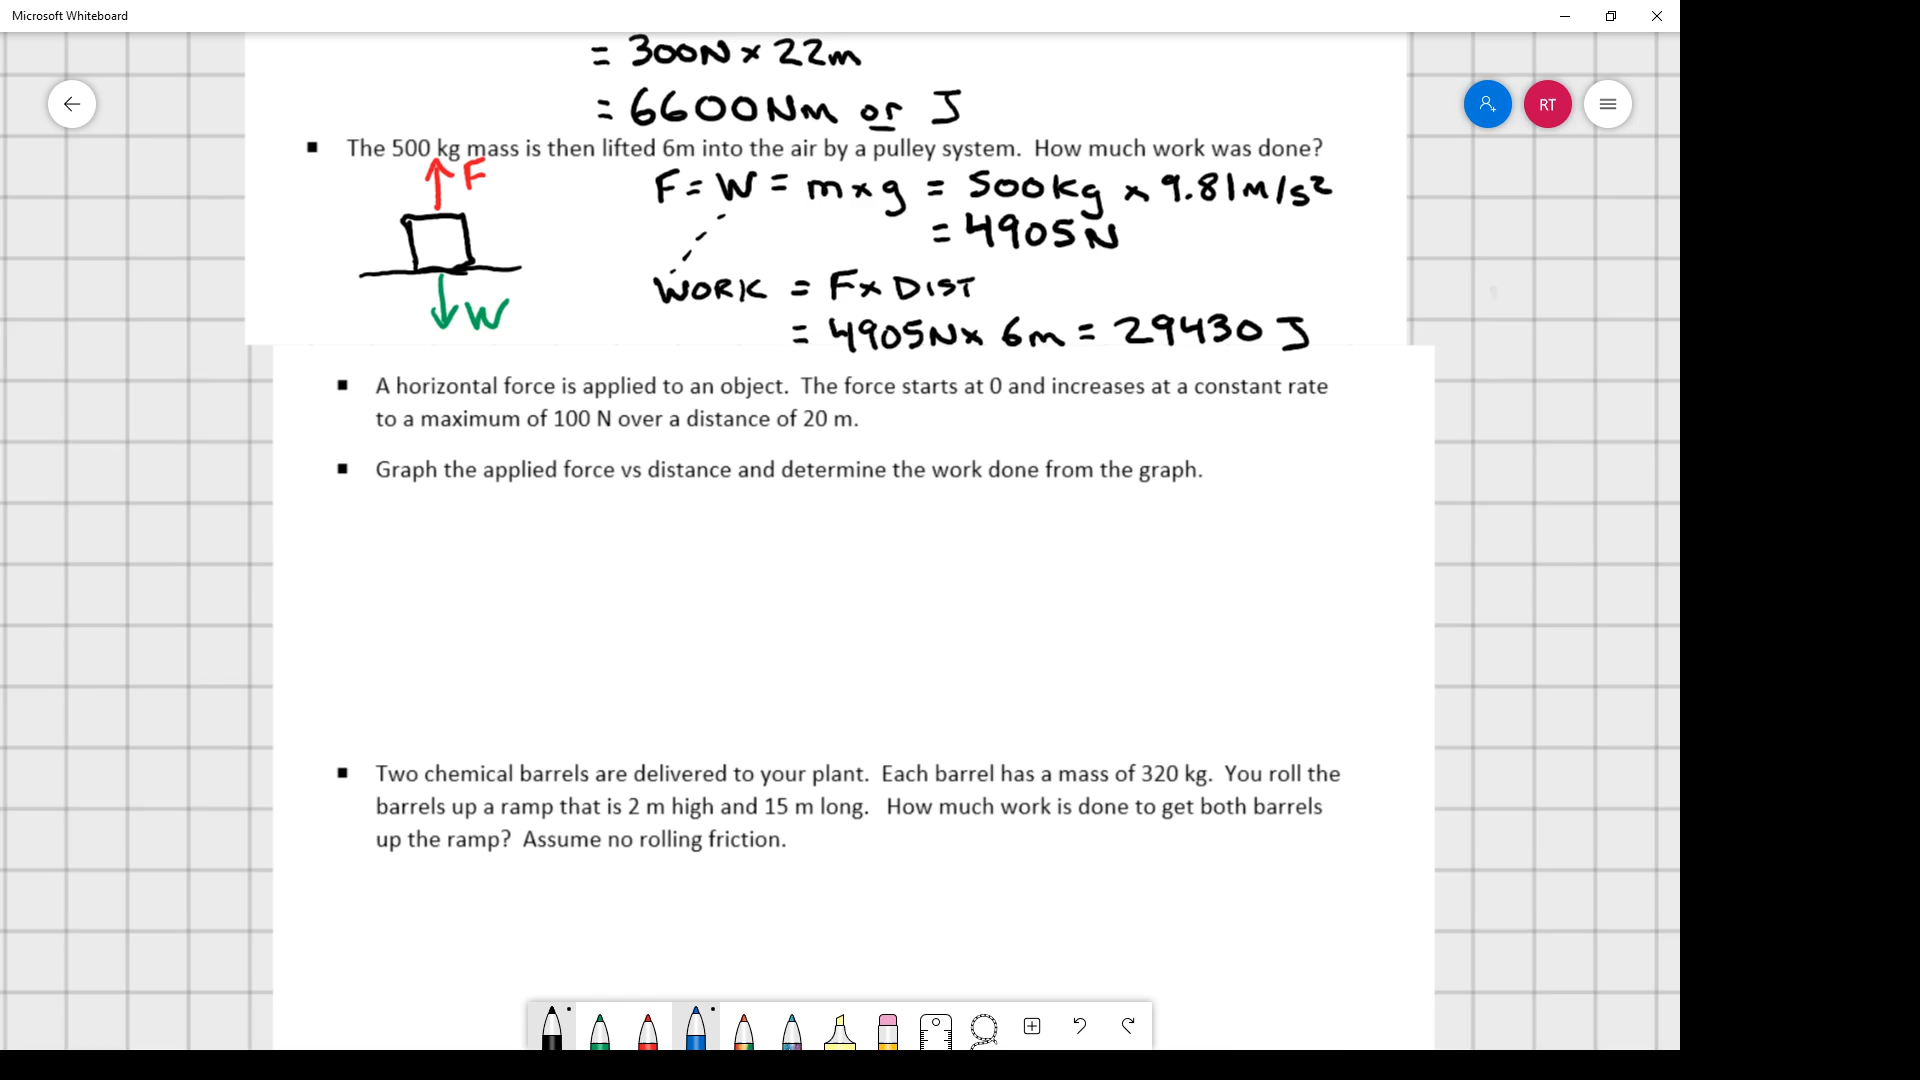 Microsoft Whiteboard
= 300N x 22m
= 6600Nm or J
RT
▪ The 500 kg mass is then lifted 6m into the air by a pulley system. How much work was done?
F
F = W = m x g = 500kg x 9.81m/s²
= 4905N
WORK = F x DIST
W
= 4905N x 6m = 29430 J
▪ A horizontal force is applied to an object. The force starts at 0 and increases at a constant rate
to a maximum of 100 N over a distance of 20 m.
▪ Graph the applied force vs distance and determine the work done from the graph.
▪ Two chemical barrels are delivered to your plant. Each barrel has a mass of 320 kg. You roll the
barrels up a ramp that is 2 m high and 15 m long. How much work is done to get both barrels
up the ramp? Assume no rolling friction.